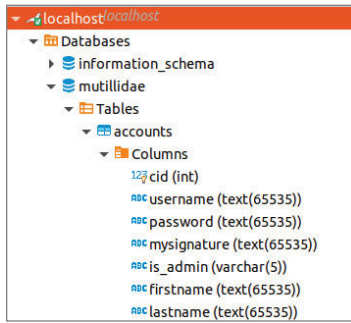 localhost localhost
Databases
information_schema
mutillidae
Tables
accounts
Columns
123 cid (int)
ABC username (text(65535))
ABC password (text(65535))
ABC mysignature (text(65535))
ABC is_admin (varchar(5))
ABC firstname (text(65535))
ABC lastname (text(65535))